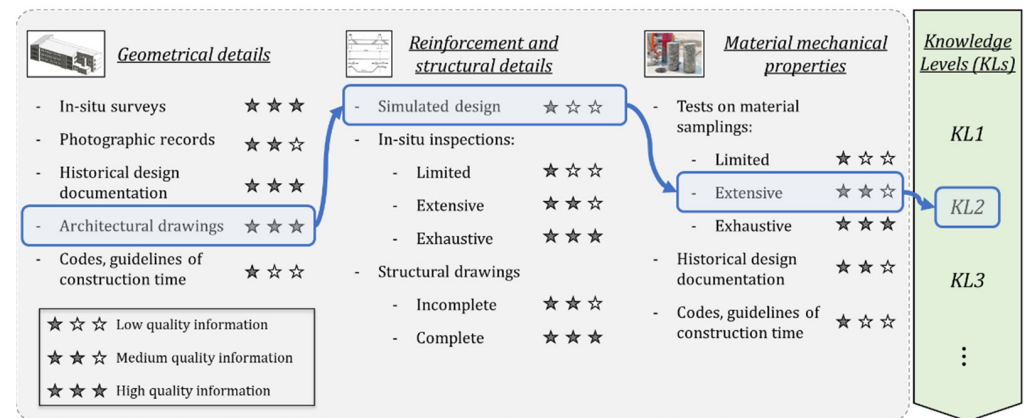 Geometrical details
- In-situ surveys ★ ★ ★
- Photographic records ★ ★ ☆
- Historical design
documentation ★ ★ ★
- Architectural drawings ★ ★ ★
- Codes, guidelines of
construction time ★ ☆ ☆
★ ☆ ☆ Low quality information
★ ★ ☆ Medium quality information
★ ★ ★ High quality information
Reinforcement and
structural details
- Simulated design ★ ☆ ☆
- In-situ inspections:
- Limited ★ ☆ ☆
- Extensive ★ ★ ☆
- Exhaustive ★ ★ ★
- Structural drawings
- Incomplete ★ ★ ☆
- Complete ★ ★ ★
Material mechanical
properties
- Tests on material
samplings:
- Limited ★ ☆ ☆
- Extensive ★ ★ ☆
- Exhaustive ★ ★ ★
- Historical design
documentation ★ ★ ☆
- Codes, guidelines of
construction time ★ ☆ ☆
Knowledge
Levels (KLs)
KL1
KL2
KL3
⋮